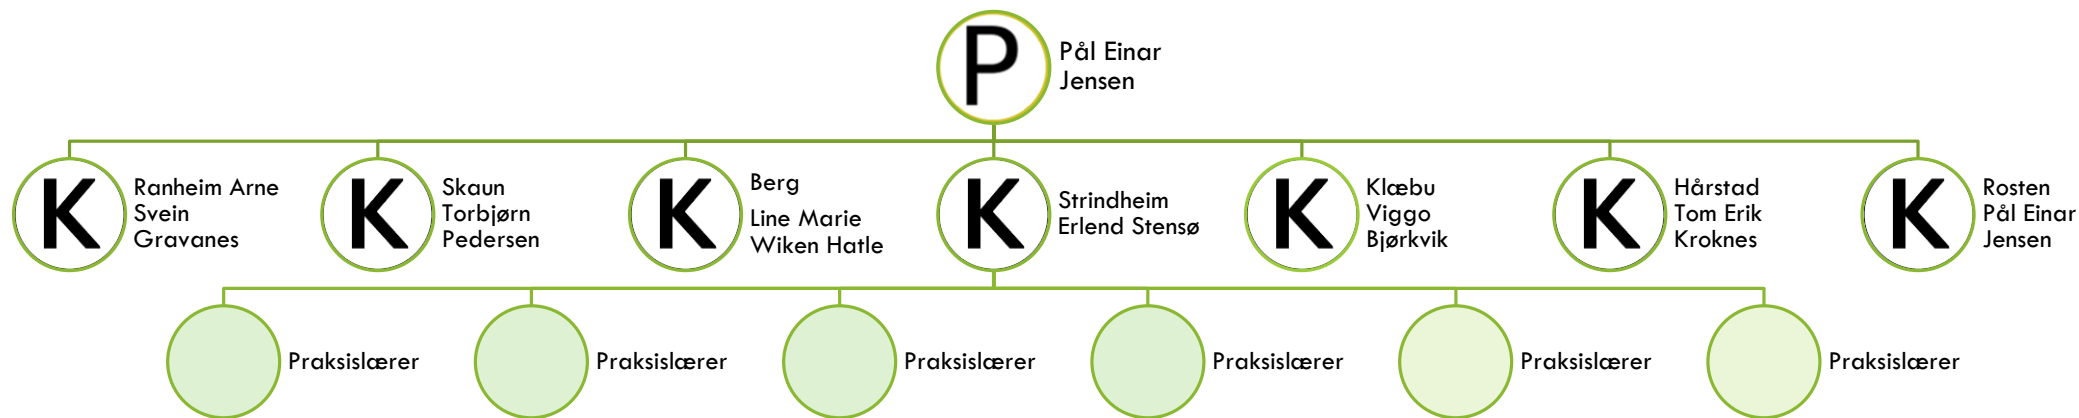 P
Pål Einar
Jensen
K
Ranheim Arne
Svein
Gravanes
K
Skaun
Torbjørn
Pedersen
K
Berg
Line Marie
Wiken Hatle
K
Strindheim
Erlend Stensø
K
Klæbu
Viggo
Bjørkvik
K
Hårstad
Tom Erik
Kroknes
K
Rosten
Pål Einar
Jensen
Praksislærer
Praksislærer
Praksislærer
Praksislærer
Praksislærer
Praksislærer